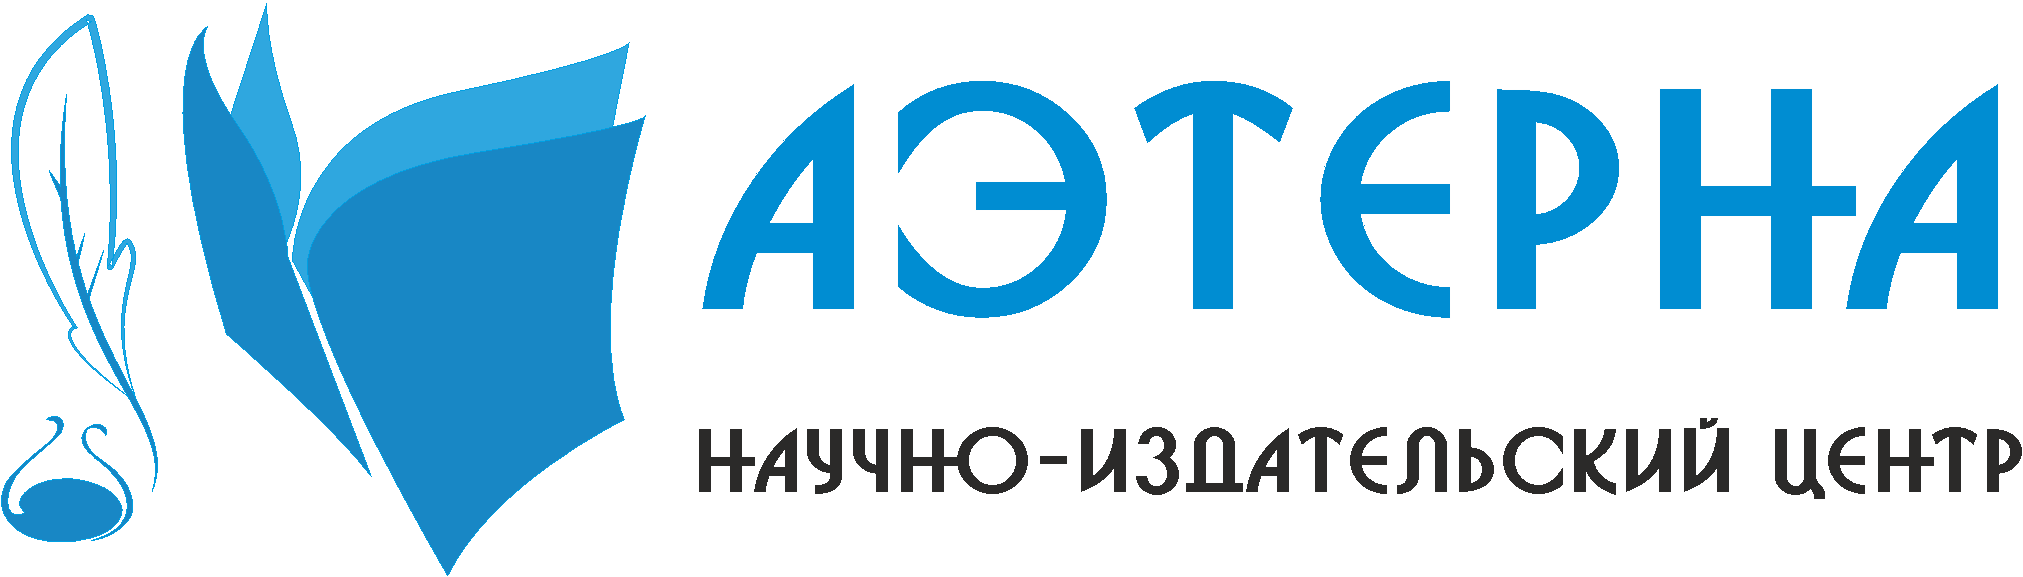 АЭТЕРНА
НАУЧНО-ИЗДАТЕЛЬСКИЙ ЦЕНТР